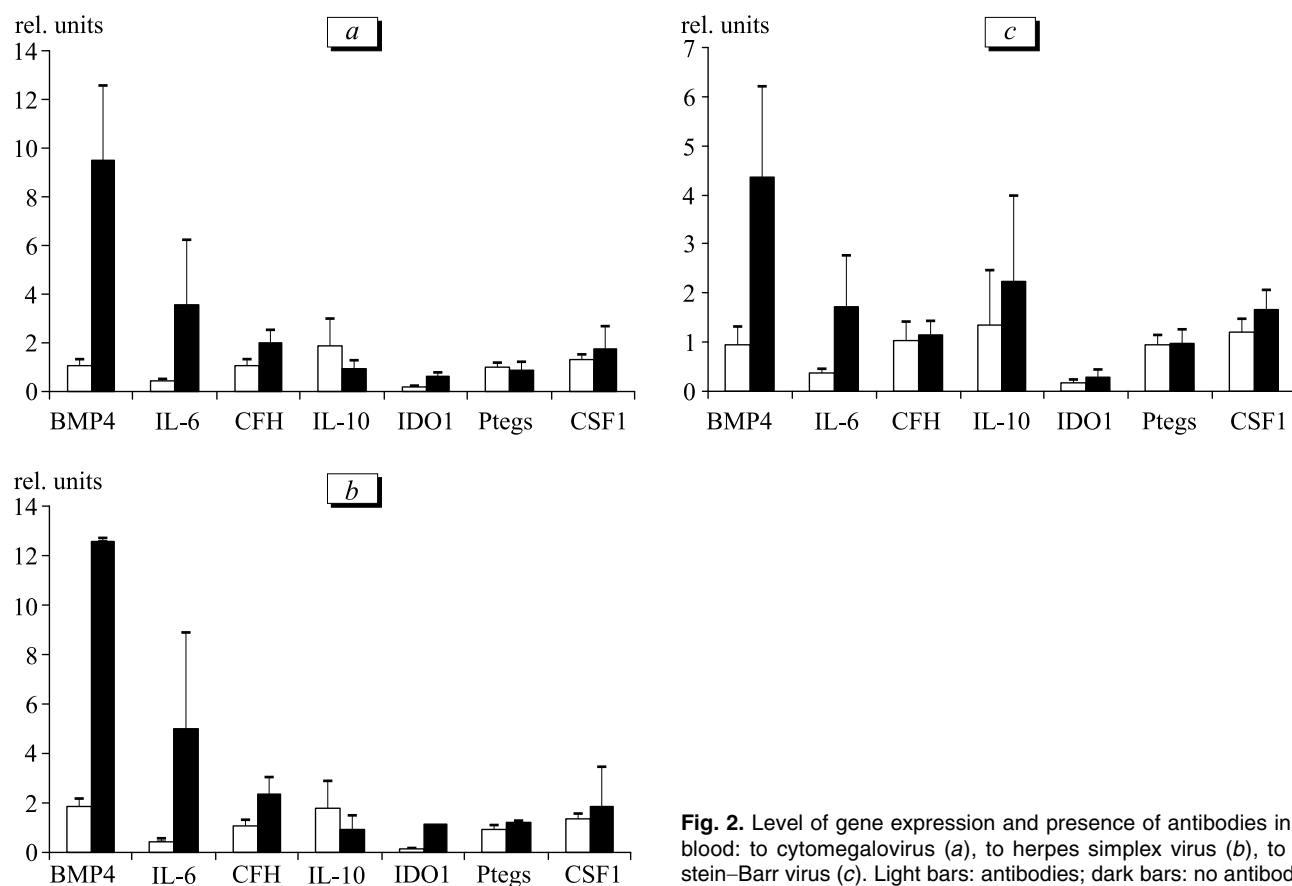 rel. units
a
14
12
10
8
6
4
2
0
BMP4 IL-6 CFH IL-10 IDO1 Ptegs CSF1
rel. units
c
7
6
5
4
3
2
1
0
BMP4 IL-6 CFH IL-10 IDO1 Ptegs CSF1
rel. units
b
14
12
10
8
6
4
2
0
BMP4 IL-6 CFH IL-10 IDO1 Ptegs CSF1
Fig. 2. Level of gene expression and presence of antibodies in
blood: to cytomegalovirus (a), to herpes simplex virus (b), to
stein–Barr virus (c). Light bars: antibodies; dark bars: no antibod